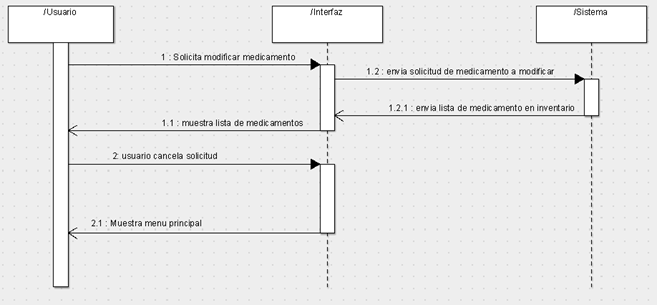 /Usuario
/Interfaz
/Sistema
1 : Solicita modificar medicamento
1.2 : envia solicitud de medicamento a modificar
1.2.1 : envia lista de medicamento en inventario
1.1 : muestra lista de medicamentos
2: usuario cancela solicitud
2.1 : Muestra menu principal